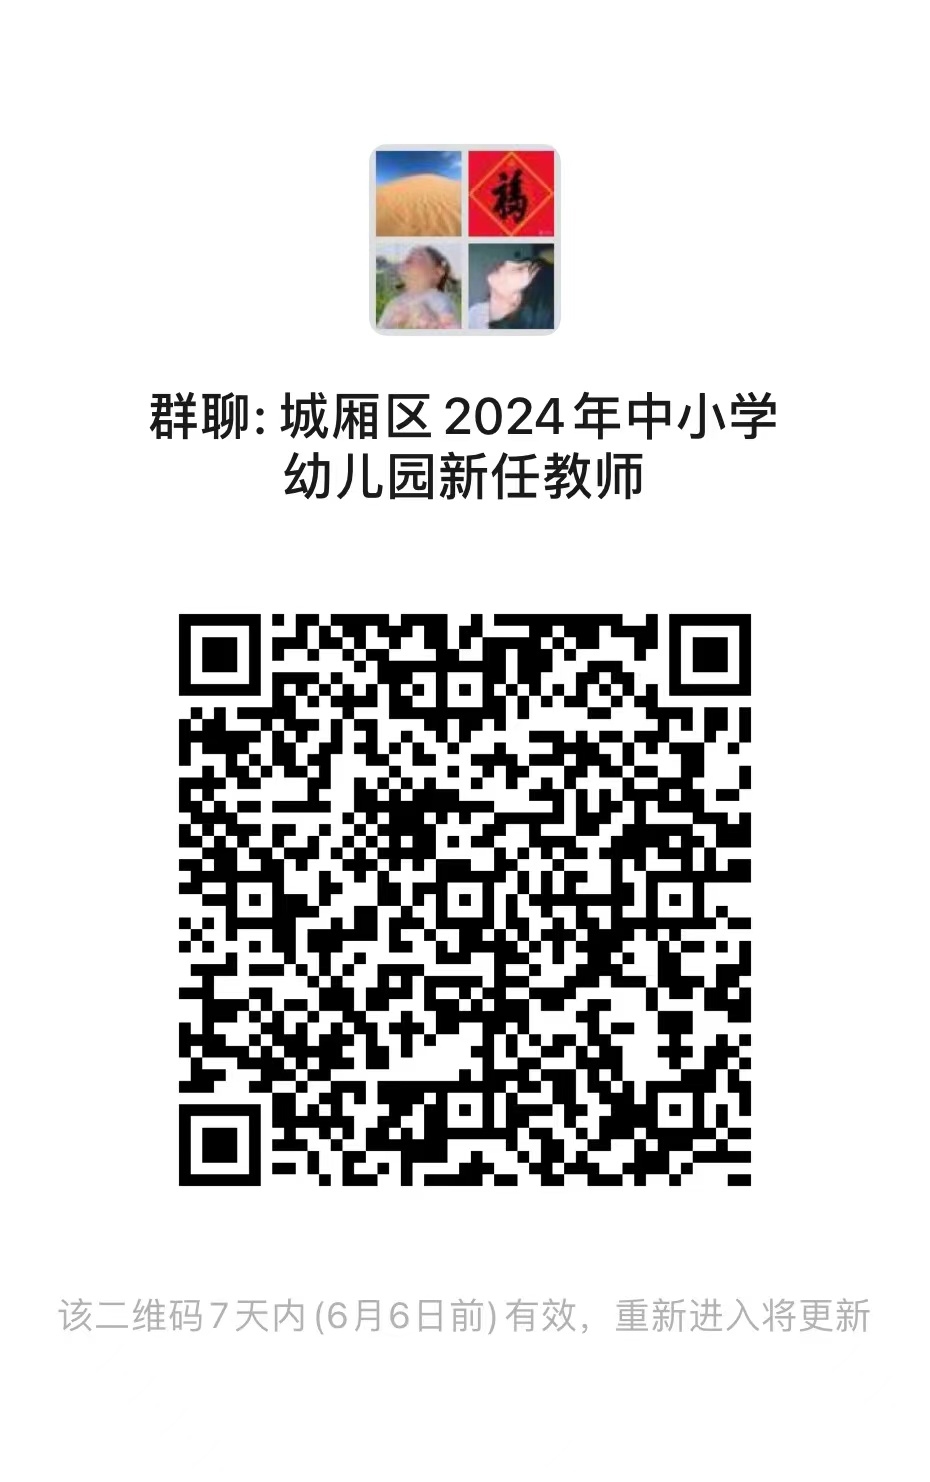 福
群聊: 城厢区2024年中小学
幼儿园新任教师
该二维码7天内(6月6日前)有效，重新进入将更新